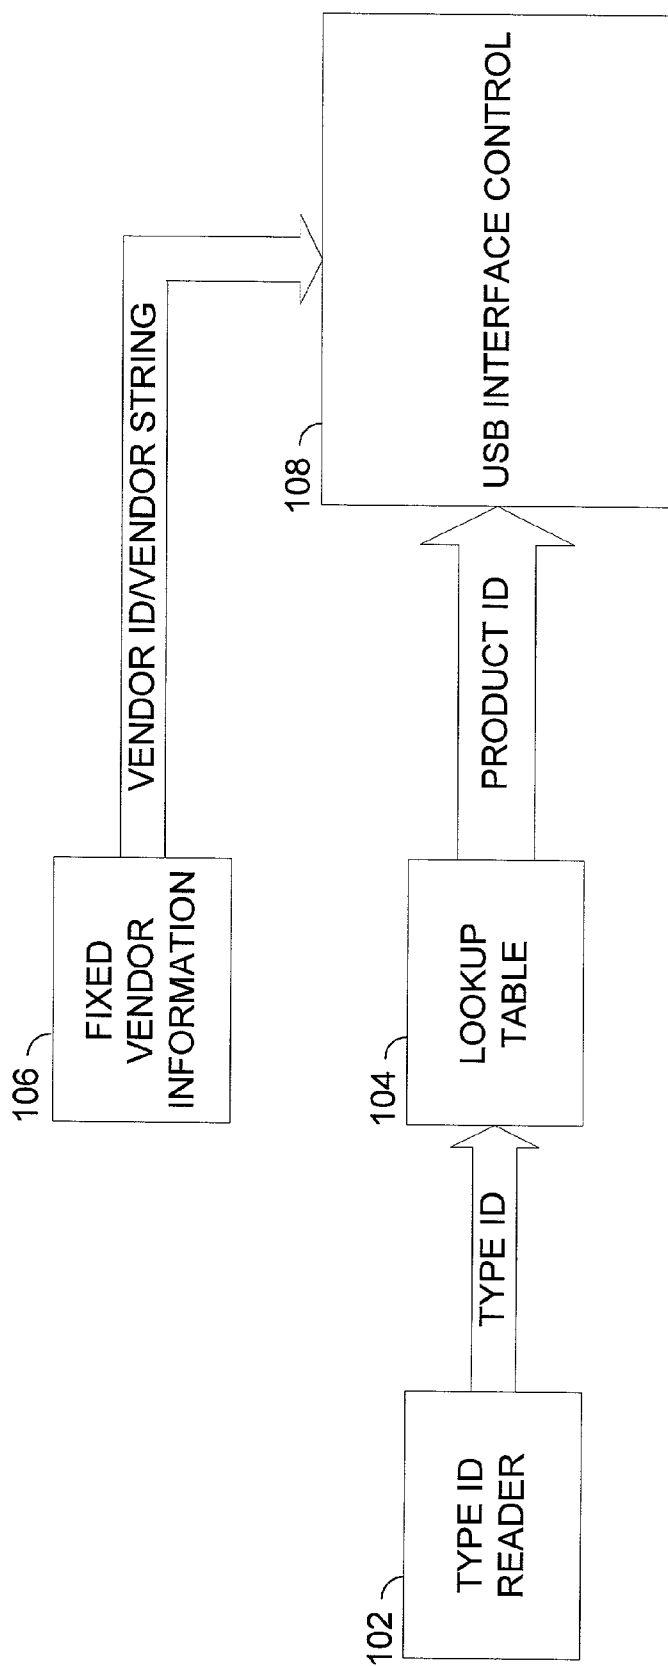 106
FIXED
VENDOR
INFORMATION
VENDOR ID/VENDOR STRING
102
TYPE ID
READER
TYPE ID
104
LOOKUP
TABLE
PRODUCT ID
108
USB INTERFACE CONTROL